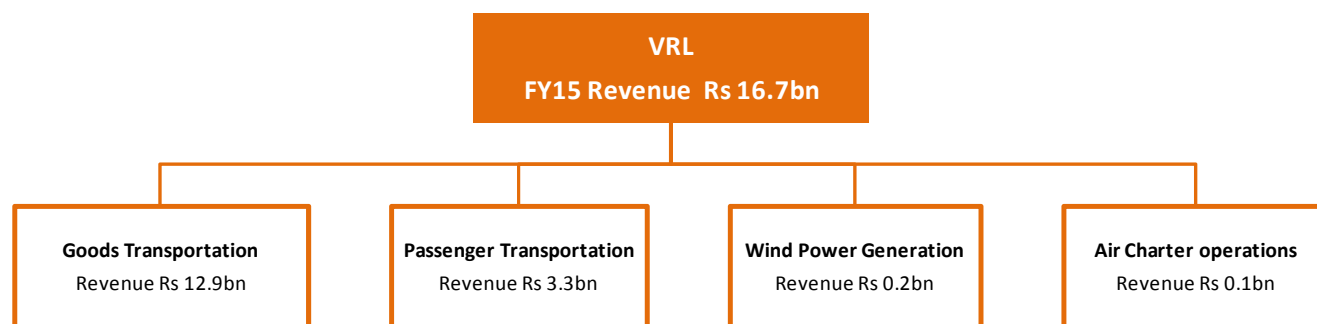 VRL
FY15 Revenue Rs 16.7bn
Goods Transportation
Revenue Rs 12.9bn
Passenger Transportation
Revenue Rs 3.3bn
Wind Power Generation
Revenue Rs 0.2bn
Air Charter operations
Revenue Rs 0.1bn